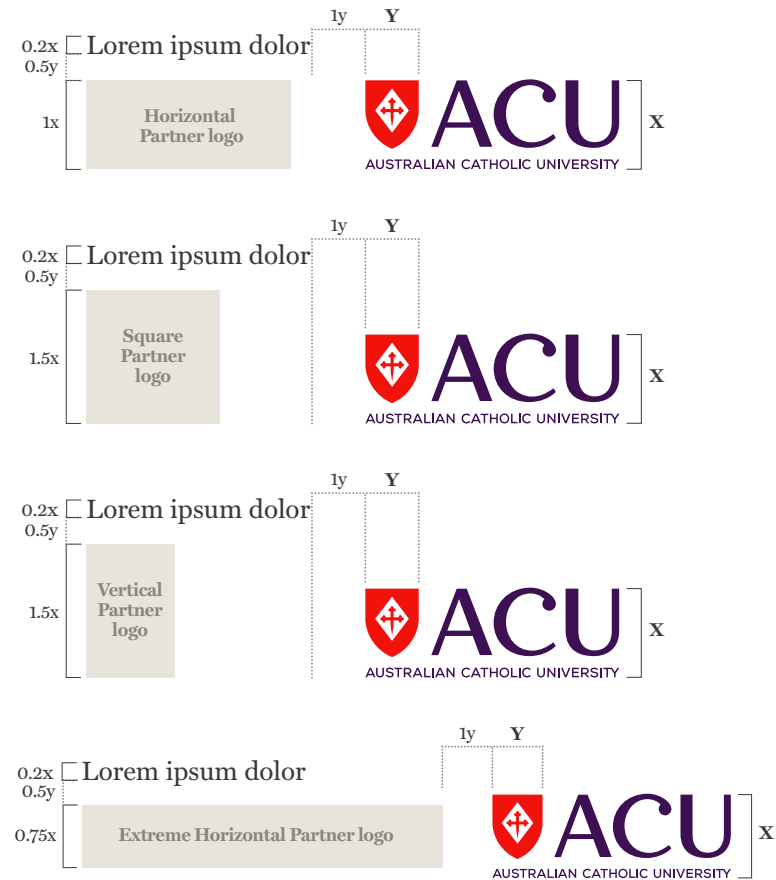 1y Y
0.2x Lorem ipsum dolor
0.5y
1x
Horizontal
Partner logo
ACU
AUSTRALIAN CATHOLIC UNIVERSITY
X
1y Y
0.2x Lorem ipsum dolor
0.5y
1.5x
Square
Partner
logo
ACU
AUSTRALIAN CATHOLIC UNIVERSITY
X
1y Y
0.2x Lorem ipsum dolor
0.5y
1.5x
Vertical
Partner
logo
ACU
AUSTRALIAN CATHOLIC UNIVERSITY
X
1y Y
0.2x Lorem ipsum dolor
0.5y
0.75x
Extreme Horizontal Partner logo
ACU
AUSTRALIAN CATHOLIC UNIVERSITY
X